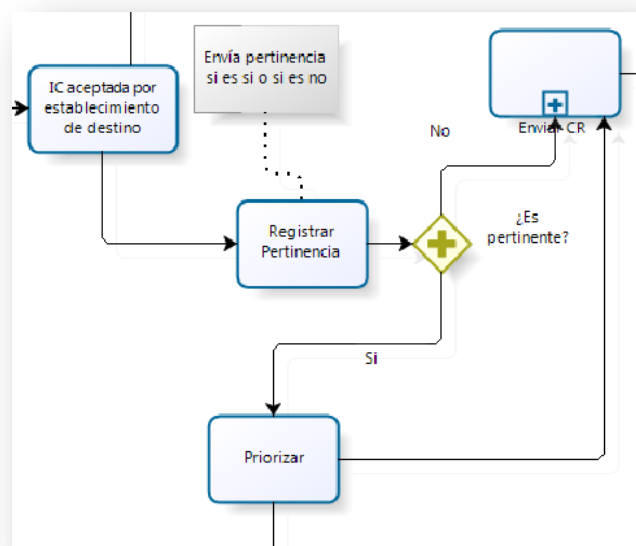 IC aceptada por
establecimiento
de destino
Envía pertinencia
si es si o si es no
Enviar CR
No
¿Es
pertinente?
Registrar
Pertinencia
Si
Priorizar